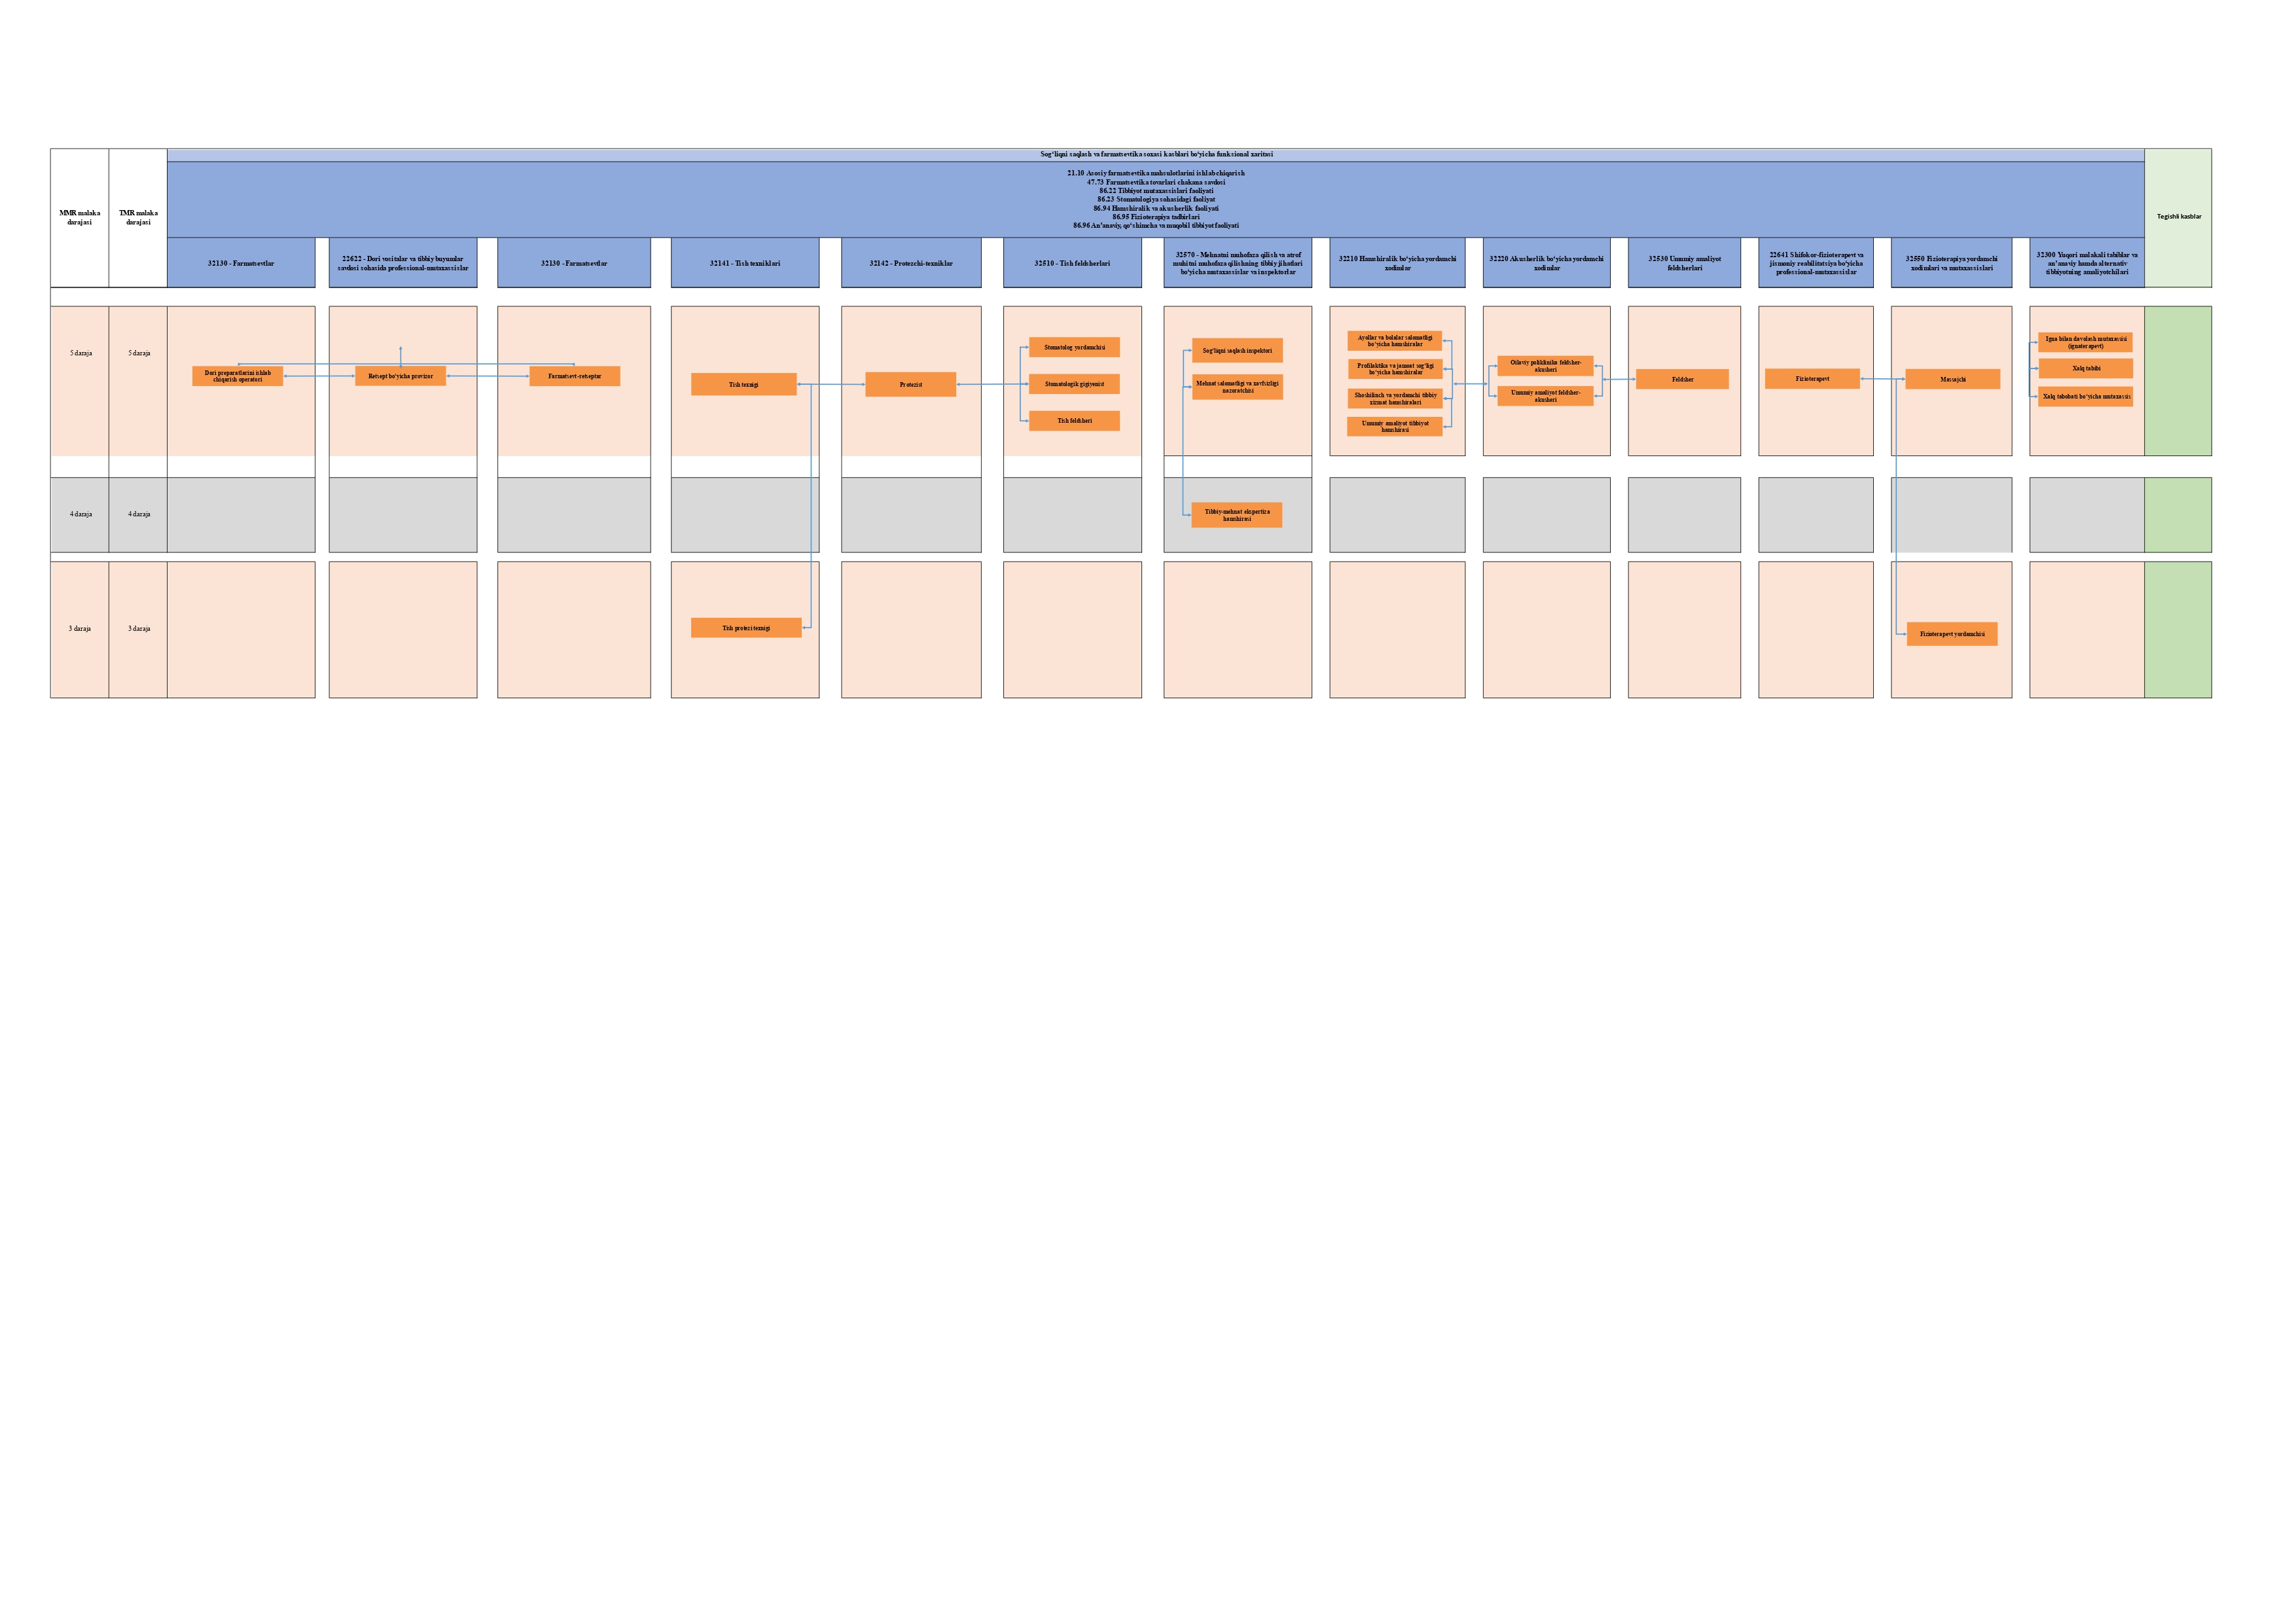 Sog‘liqni saqlash va farmatsevtika soxasi kasblari bo‘yicha funksional xaritasi
MMR malaka
darajasi
TMR malaka
darajasi
21.10 Asosiy farmatsevtika mahsulotlarini ishlab chiqarish
47.73 Farmatsevtika tovarlari chakana savdosi
86.22 Tibbiyot mutaxassislari faoliyati
86.23 Stomatologiya sohasidagi faoliyat
86.94 Hamshiralik va akusherlik faoliyati
86.95 Fizioterapiya tadbirlari
86.96 An’anaviy, qo‘shimcha va muqobil tibbiyot faoliyati
Tegishli kasblar
32130 - Farmatsevtlar
22622 - Dori vositalar va tibbiy buyumlar
savdosi sohasida professional-mutaxassislar
32130 - Farmatsevtlar
32141 - Tish texniklari
32142 - Protezchi-texniklar
32510 - Tish feldsherlari
32570 - Mehnatni muhofaza qilish va atrof
muhitni muhofaza qilishning tibbiy jihatlari
bo‘yicha mutaxassislar va inspektorlar
32210 Hamshiralik bo‘yicha yordamchi
xodimlar
32220 Akusherlik bo‘yicha yordamchi
xodimlar
32530 Umumiy amaliyot
feldsherlari
22641 Shifokor-fizioterapevt va
jismoniy reabilitatsiya bo‘yicha
professional-mutaxassislar
32550 Fizioterapiya yordamchi
xodimlari va mutaxassislari
32300 Yuqori malakali tabiblar va
an’anaviy hamda alternativ
tibbiyotning amaliyotchilari
5 daraja
5 daraja
Dori preparatlarini ishlab
chiqarish operatori
Retsept bo‘yicha provizor
Farmatsevt-retseptar
Tish texnigi
Protezist
Stomatolog yordamchisi
Stomatologik gigiyenist
Tish feldsheri
Sog‘liqni saqlash inspektori
Mehnat salomatligi va xavfsizligi
nazoratchisi
Ayollar va bolalar salomatligi
bo‘yicha hamshiralar
Profilaktika va jamoat sog‘ligi
bo‘yicha hamshiralar
Shoshilinch va yordamchi tibbiy
xizmat hamshiralari
Umumiy amaliyot tibbiyot
hamshirasi
Oilaviy poliklinika feldsher-
akusheri
Umumiy amaliyot feldsher-
akusheri
Feldsher
Fizioterapevt
Massajchi
Igna bilan davolash mutaxassisi
(ignaterapevt)
Xalq tabibi
Xalq tabobati bo‘yicha mutaxassis
4 daraja
4 daraja
Tibbiy-mehnat ekspertiza
hamshirasi
3 daraja
3 daraja
Tish protezi texnigi
Fizioterapevt yordamchisi